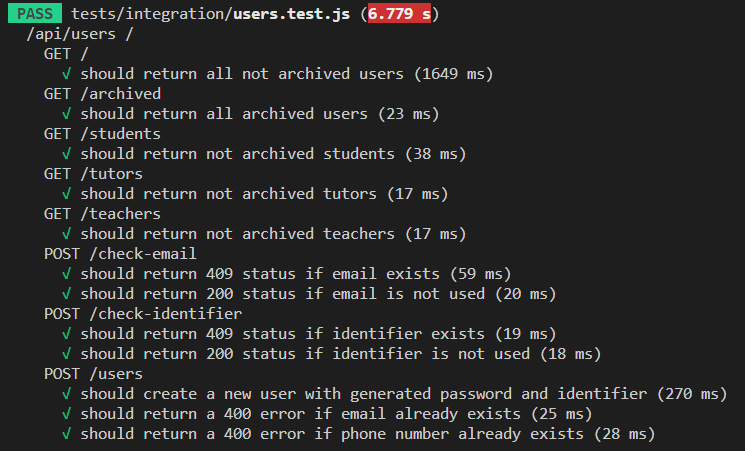 PASS tests/integration/users.test.js (6.779 s)
/api/users /
GET /
√ should return all not archived users (1649 ms)
GET /archived
√ should return all archived users (23 ms)
GET /students
√ should return not archived students (38 ms)
GET /tutors
√ should return not archived tutors (17 ms)
GET /teachers
√ should return not archived teachers (17 ms)
POST /check-email
√ should return 409 status if email exists (59 ms)
√ should return 200 status if email is not used (20 ms)
POST /check-identifier
√ should return 409 status if identifier exists (19 ms)
√ should return 200 status if identifier is not used (18 ms)
POST /users
√ should create a new user with generated password and identifier (270 ms)
√ should return a 400 error if email already exists (25 ms)
√ should return a 400 error if phone number already exists (28 ms)